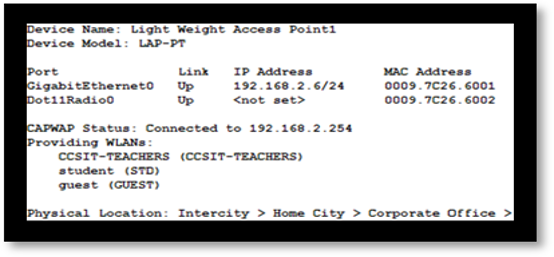 Device Name: Light Weight Access Point1
Device Model: LAP-PT
Port Link IP Address MAC Address
GigabitEthernet0 Up 192.168.2.6/24 0009.7C26.6001
Dot11Radio0 Up <not set> 0009.7C26.6002
CAPWAP Status: Connected to 192.168.2.254
Providing WLANs:
CCSIT-TEACHERS (CCSIT-TEACHERS)
student (STD)
guest (GUEST)
Physical Location: Intercity > Home City > Corporate Office >